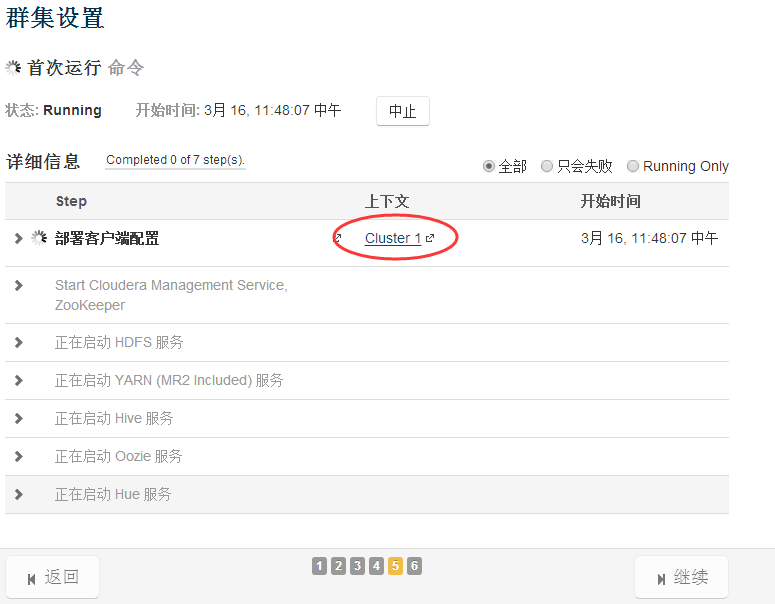 群集设置
首次运行 命令
状态: Running 开始时间: 3月 16, 11:48:07 中午 中止
详细信息 Completed 0 of 7 step(s). 全部 只会失败 Running Only
Step 上下文 开始时间
部署客户端配置 Cluster 1 3月 16, 11:48:07 中午
Start Cloudera Management Service,
ZooKeeper
正在启动 HDFS 服务
正在启动 YARN (MR2 Included) 服务
正在启动 Hive 服务
正在启动 Oozie 服务
正在启动 Hue 服务
返回 1 2 3 4 5 6 继续